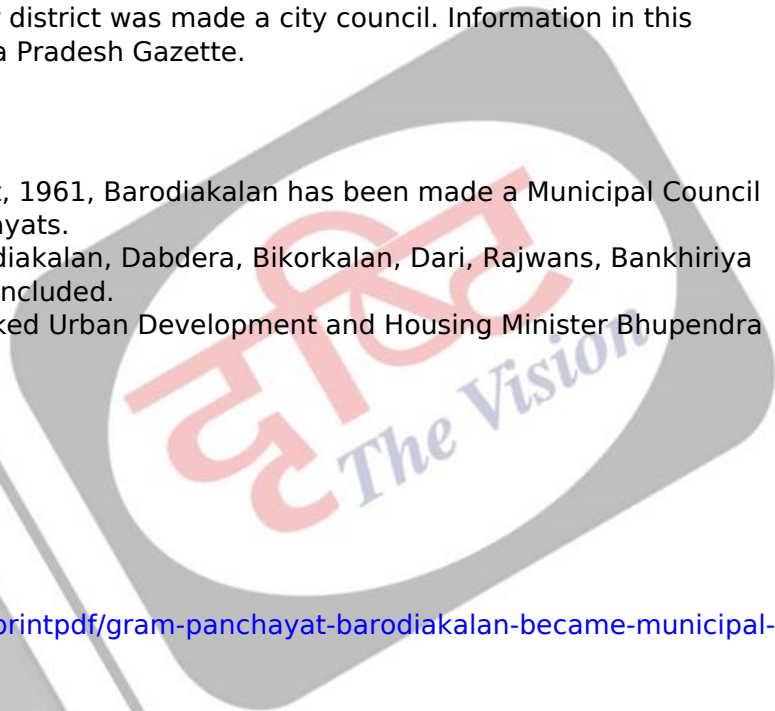 district was made a city council. Information in this
a Pradesh Gazette.
, 1961, Barodiakalan has been made a Municipal Council
yats.
diakalan, Dabdera, Bikorkalan, Dari, Rajwans, Bankhiriya
included.
ked Urban Development and Housing Minister Bhupendra
दृष्टि
The Vision
printpdf/gram-panchayat-barodiakalan-became-municipal-